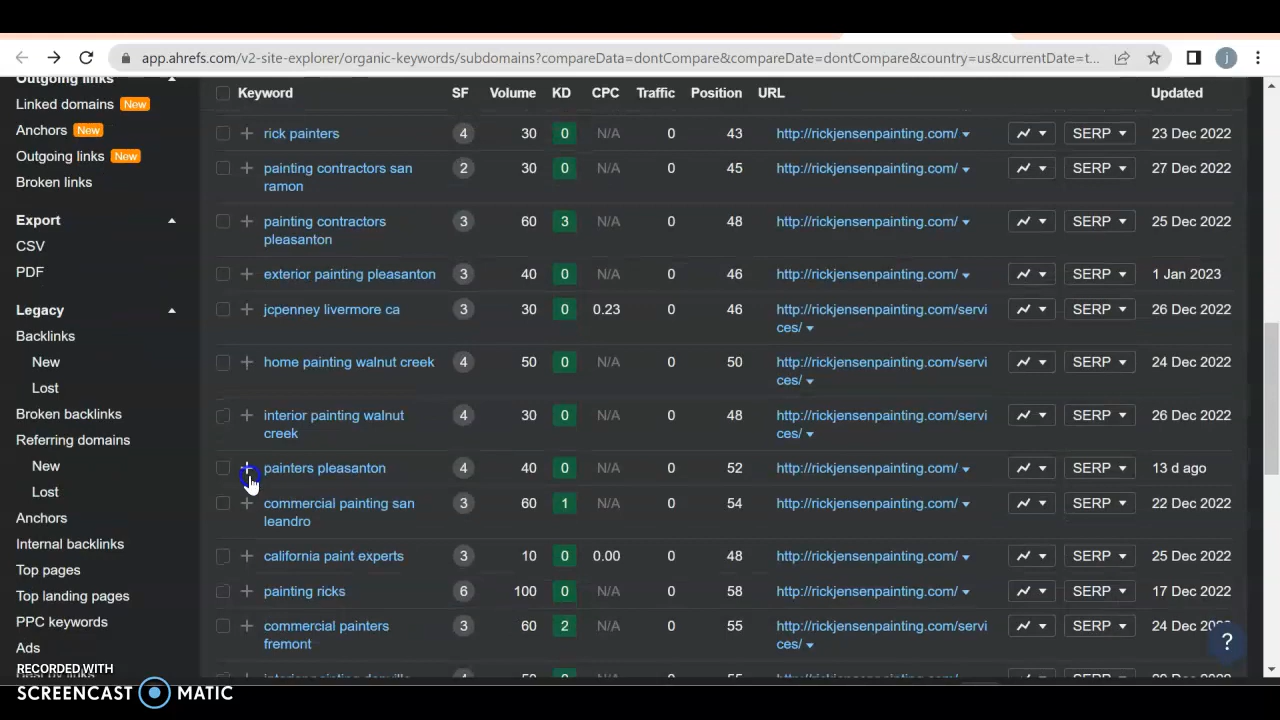 app.ahrefs.com/v2-site-explorer/organic-keywords/subdomains?compareData=dontCompare&compareDate=dontCompare&country=us&currentDate=t...
j
Outgoing links
Linked domains New
Anchors New
Outgoing links New
Broken links
Export
CSV
PDF
Legacy
Backlinks
New
Lost
Broken backlinks
Referring domains
New
Lost
Anchors
Internal backlinks
Top pages
Top landing pages
PPC keywords
Ads
Keyword SF Volume KD CPC Traffic Position URL Updated
rick painters 4 30 0 N/A 0 43 http://rickjensenpainting.com/ SERP 23 Dec 2022
painting contractors san 2 30 0 N/A 0 45 http://rickjensenpainting.com/ SERP 27 Dec 2022
ramon
painting contractors 3 60 3 N/A 0 48 http://rickjensenpainting.com/ SERP 25 Dec 2022
pleasanton
exterior painting pleasanton 3 40 0 N/A 0 46 http://rickjensenpainting.com/ SERP 1 Jan 2023
jcpenney livermore ca 3 30 0 0.23 0 46 http://rickjensenpainting.com/servi SERP 26 Dec 2022
ces/
home painting walnut creek 4 50 0 N/A 0 50 http://rickjensenpainting.com/servi SERP 24 Dec 2022
ces/
interior painting walnut 4 30 0 N/A 0 48 http://rickjensenpainting.com/servi SERP 26 Dec 2022
creek ces/
painters pleasanton 4 40 0 N/A 0 52 http://rickjensenpainting.com/ SERP 13 d ago
commercial painting san 3 60 1 N/A 0 54 http://rickjensenpainting.com/ SERP 22 Dec 2022
leandro
california paint experts 3 10 0 0.00 0 48 http://rickjensenpainting.com/ SERP 25 Dec 2022
painting ricks 6 100 0 N/A 0 58 http://rickjensenpainting.com/ SERP 17 Dec 2022
commercial painters 3 60 2 N/A 0 55 http://rickjensenpainting.com/servi SERP 24 Dec
fremont ces/
?
RECORDED WITH
SCREENCAST MATIC